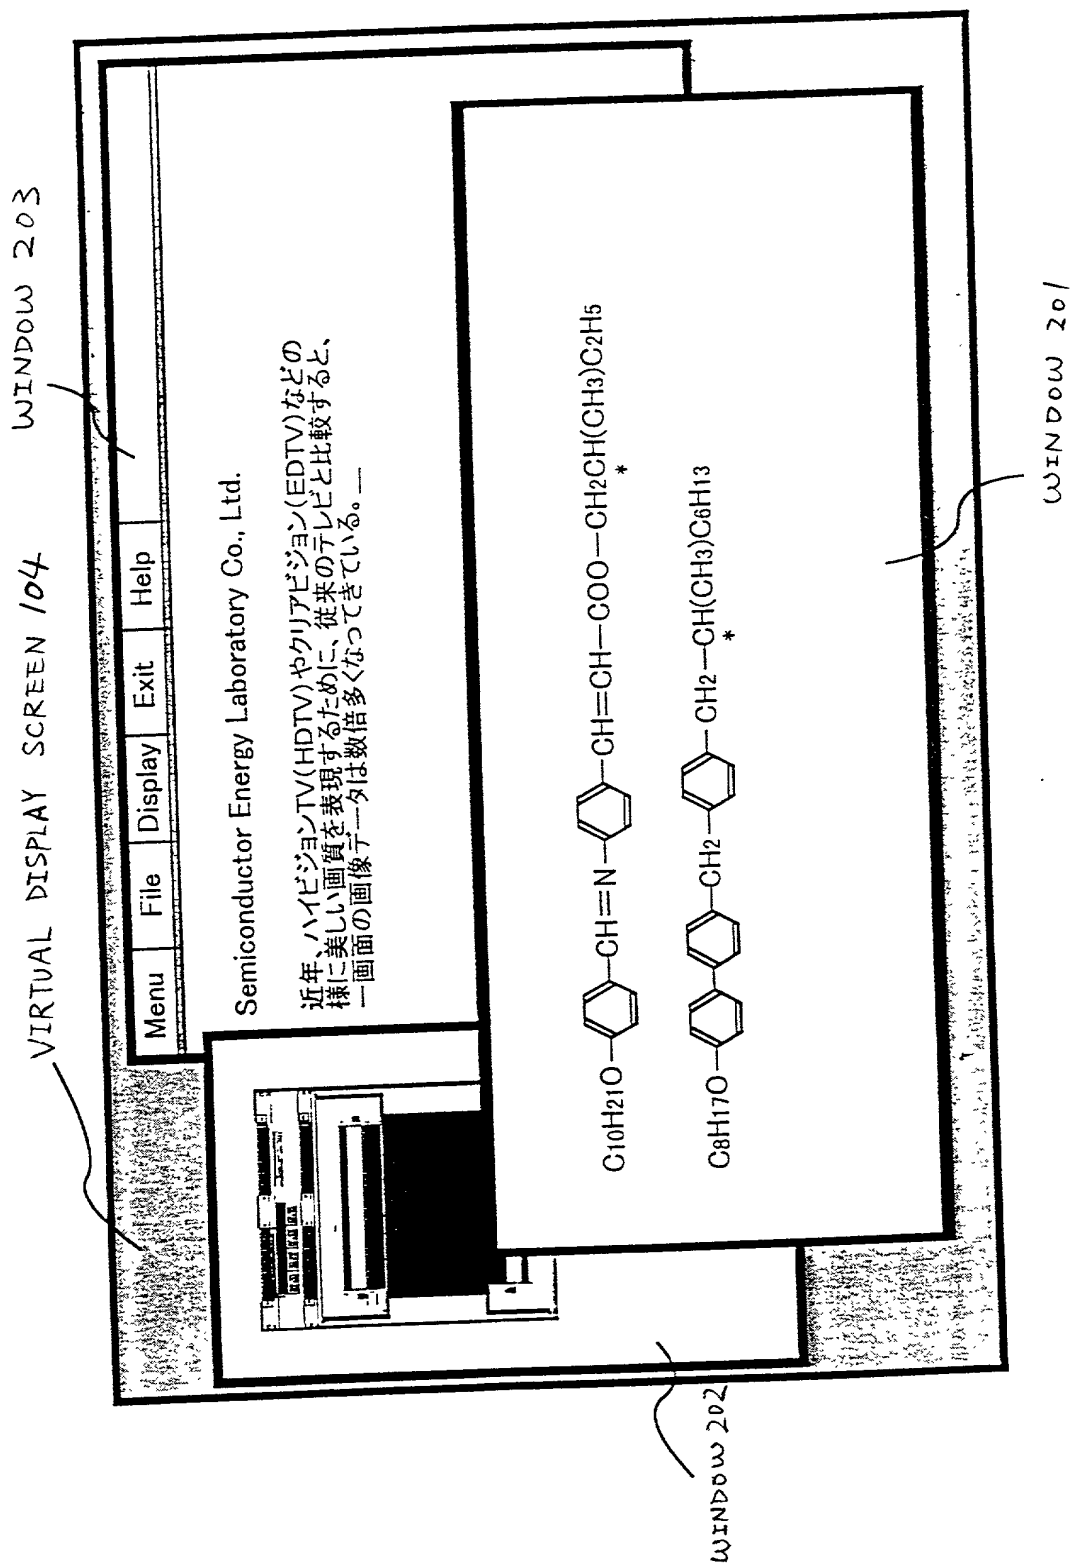 VIRTUAL DISPLAY SCREEN 104
WINDOW 203
Menu File Display Exit Help
Semiconductor Energy Laboratory Co., Ltd.
近年、ハイビジョンTV(HDTV)やクリアビジョン(EDTV)などの
様に美しい画質を表現するために、従来のテレビと比較すると、
一画面の画像データは数倍多くなってきている。_
C10H21O—CH=N—CH=CH—COO—CH2CH(CH3)C2H5
*
C8H17O—CH2—CH2—CH(CH3)C6H13
*
WINDOW 202
WINDOW 201